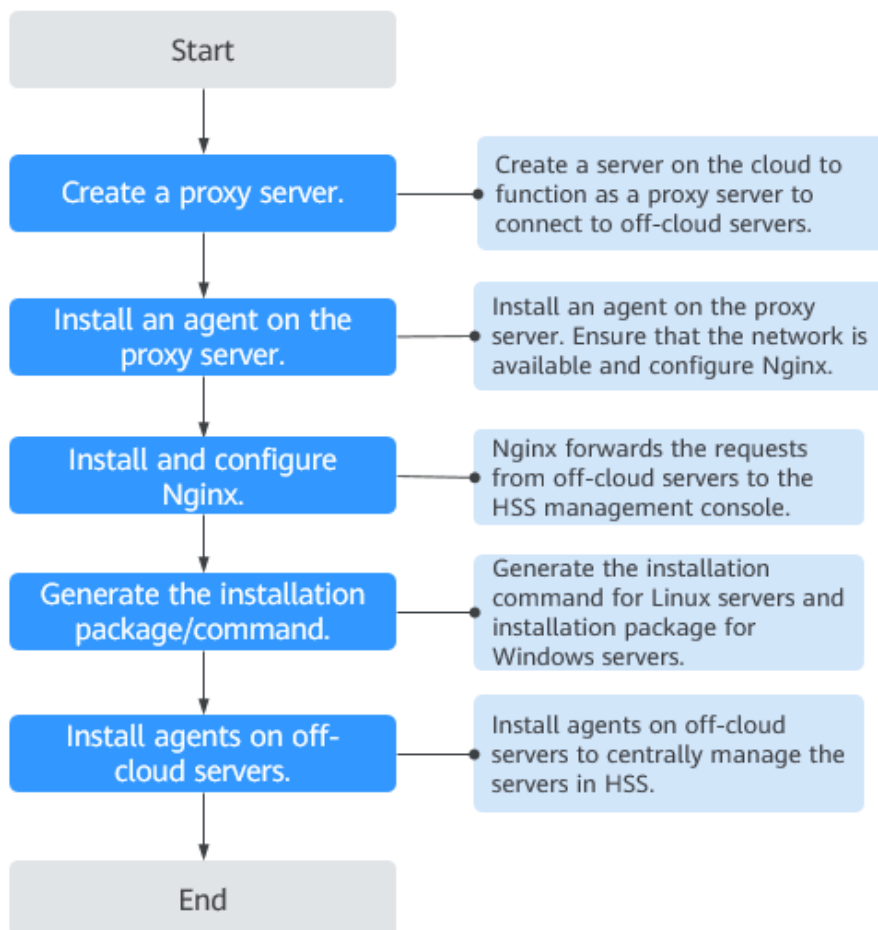 Start
Create a proxy server.
Create a server on the cloud to
function as a proxy server to
connect to off-cloud servers.
Install an agent on the
proxy server.
Install an agent on the proxy
server. Ensure that the network is
available and configure Nginx.
Install and configure
Nginx.
Nginx forwards the requests
from off-cloud servers to the
HSS management console.
Generate the installation
package/command.
Generate the installation
command for Linux servers and
installation package for
Windows servers.
Install agents on off-
cloud servers.
Install agents on off-cloud
servers to centrally manage the
servers in HSS.
End